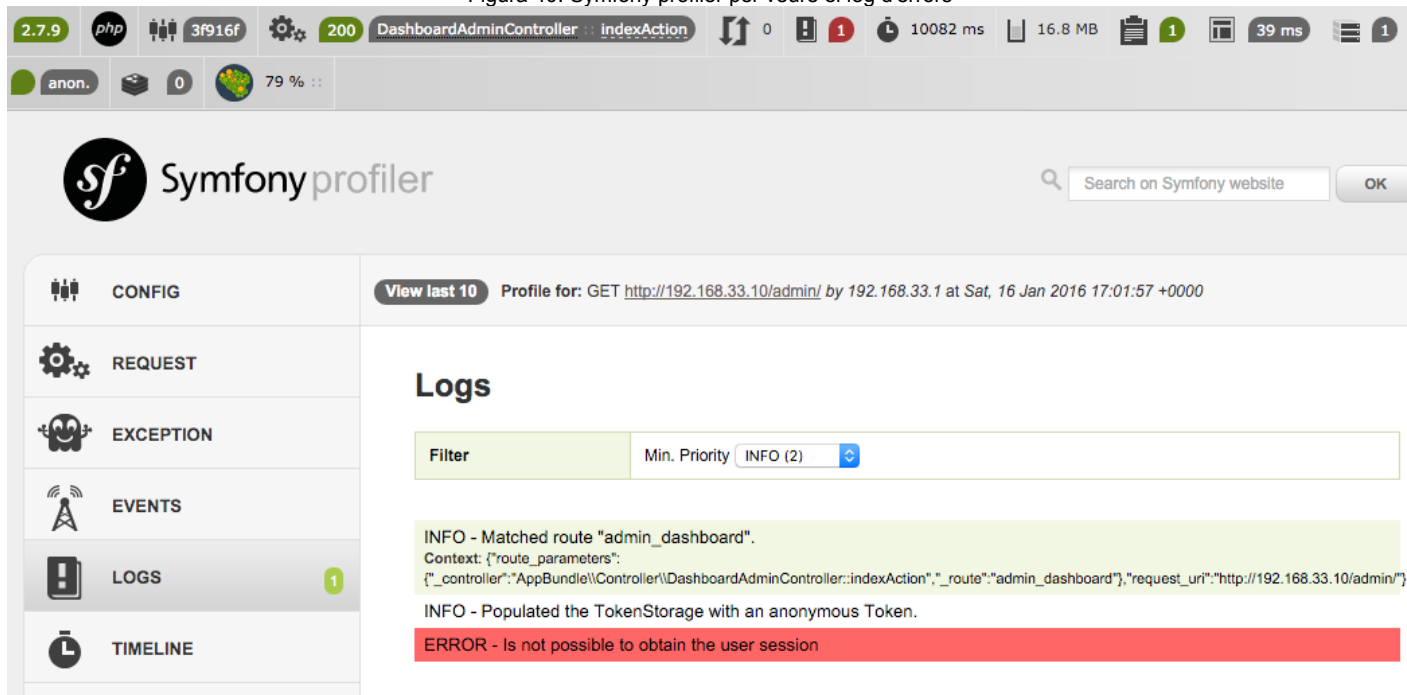 2.7.9 php 3f916f 200 DashboardAdminController :: indexAction 0 1 10082 ms 16.8 MB 1 39 ms 1
anon. 0 79 % ::
sf Symfony profiler
Search on Symfony website OK
CONFIG
View last 10 Profile for: GET http://192.168.33.10/admin/ by 192.168.33.1 at Sat, 16 Jan 2016 17:01:57 +0000
REQUEST
Logs
EXCEPTION
Filter Min. Priority INFO (2)
EVENTS
INFO - Matched route "admin_dashboard".
Context: {"route_parameters":
{"_controller":"AppBundle\\Controller\\DashboardAdminController::indexAction","_route":"admin_dashboard"},"request_uri":"http://192.168.33.10/admin/"}
LOGS 1
INFO - Populated the TokenStorage with an anonymous Token.
ERROR - Is not possible to obtain the user session
TIMELINE